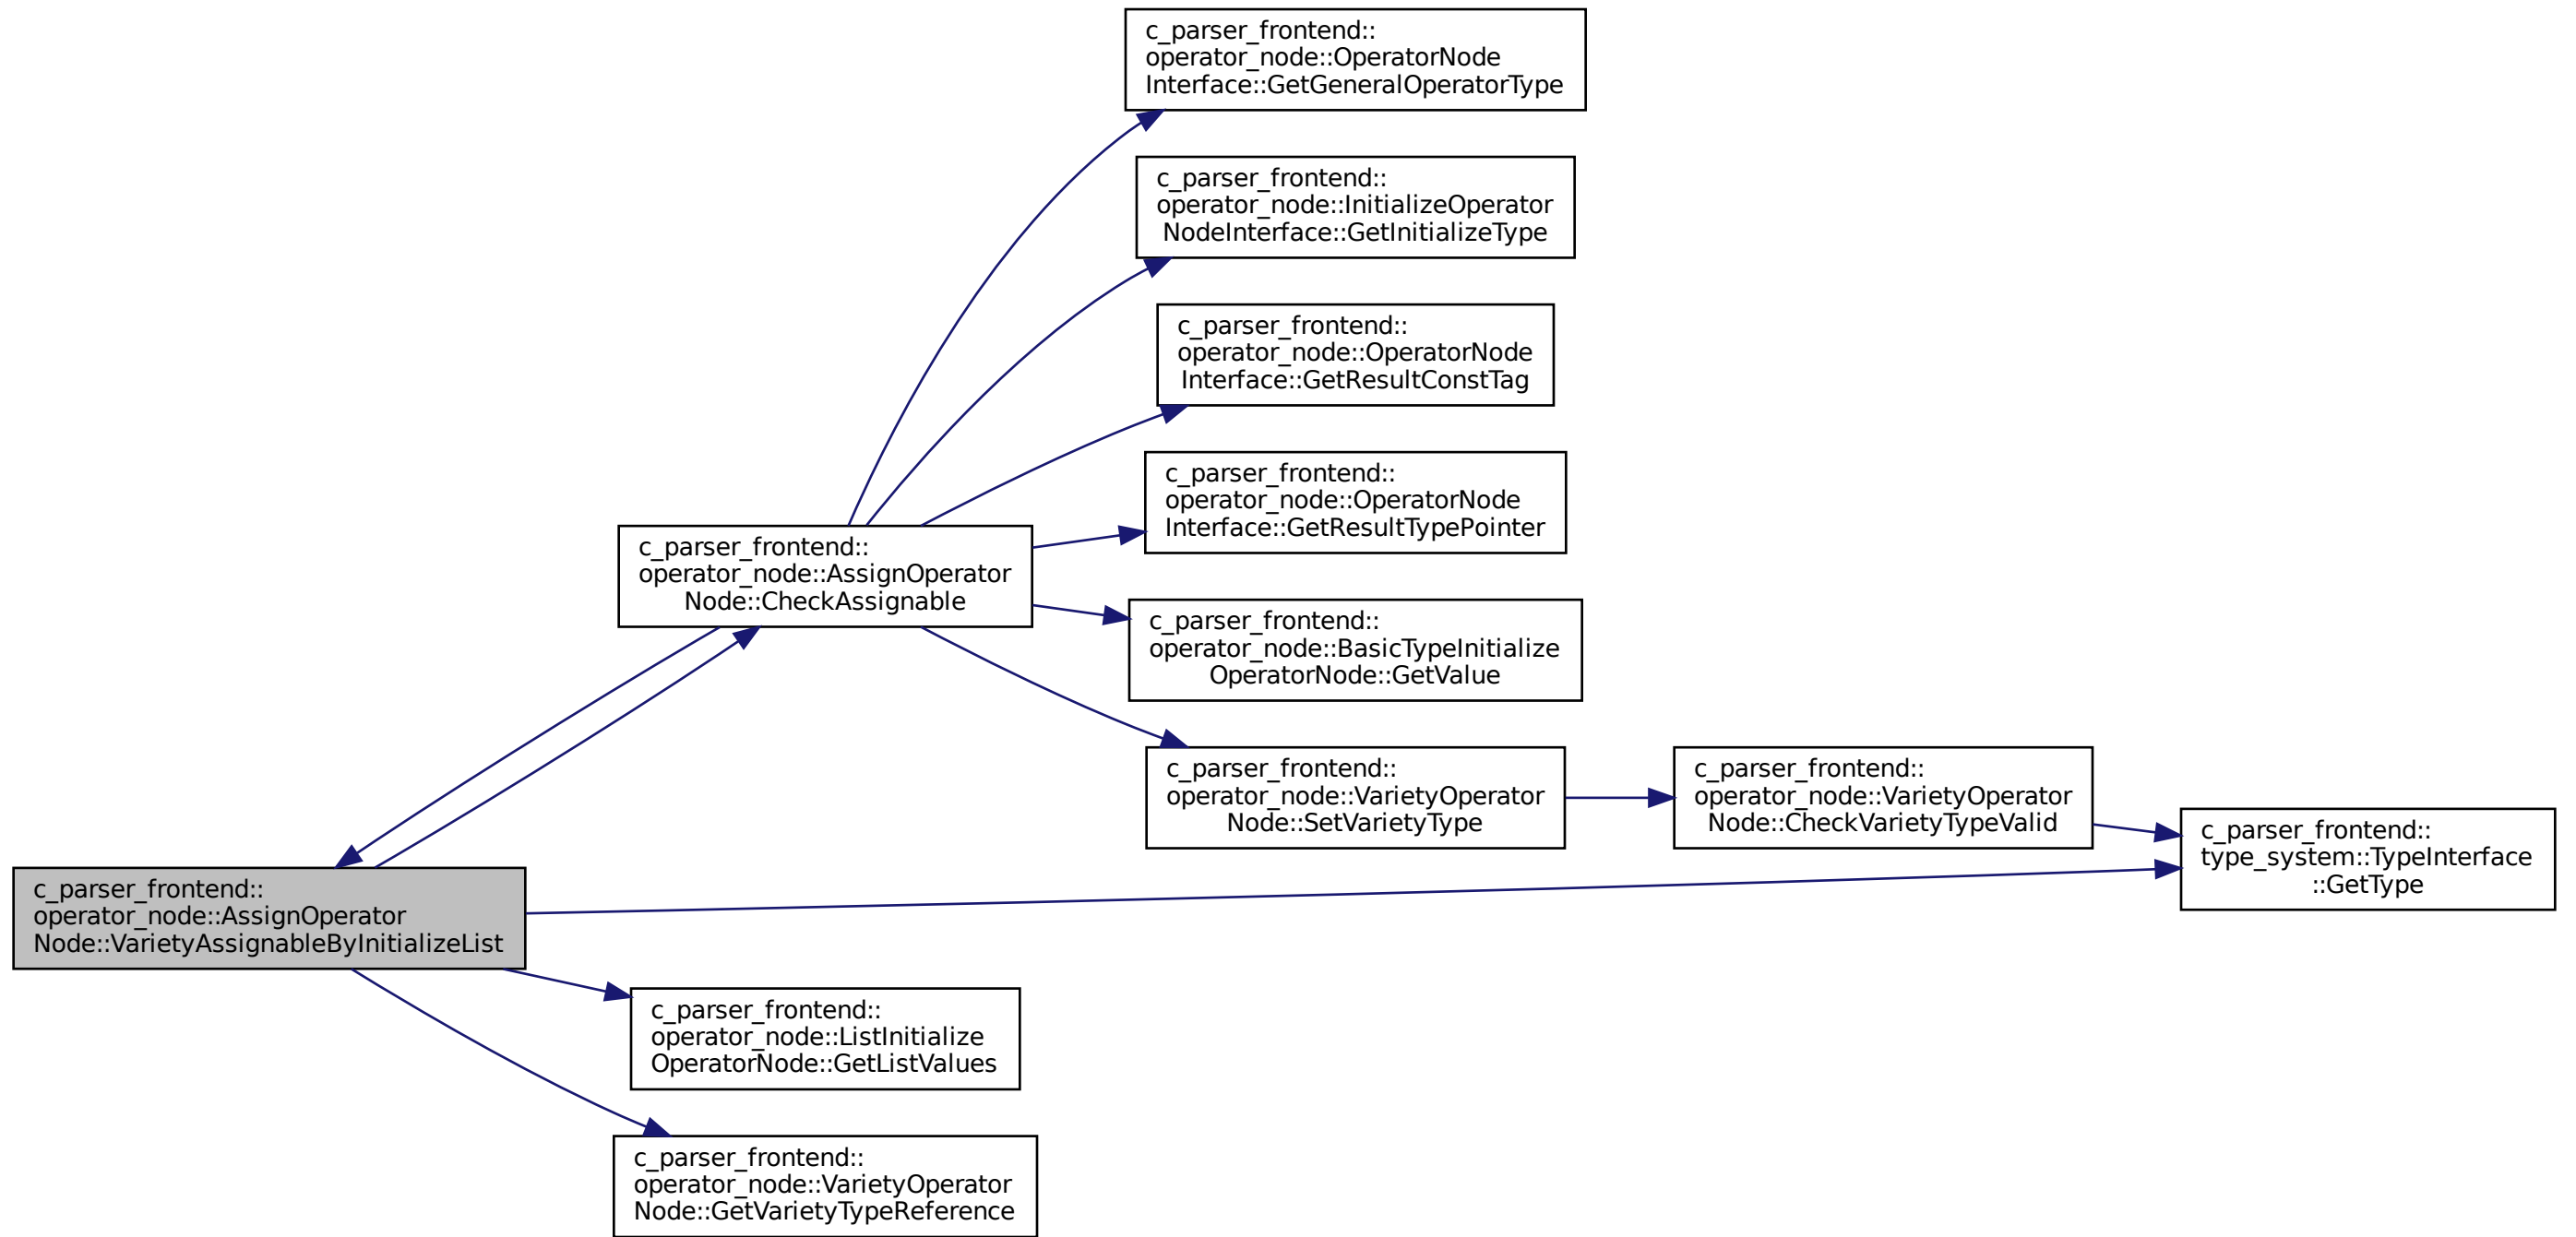 c_parser_frontend::
operator_node::OperatorNode
Interface::GetGeneralOperatorType
c_parser_frontend::
operator_node::InitializeOperator
NodeInterface::GetInitializeType
c_parser_frontend::
operator_node::OperatorNode
Interface::GetResultConstTag
c_parser_frontend::
operator_node::OperatorNode
Interface::GetResultTypePointer
c_parser_frontend::
operator_node::AssignOperator
Node::CheckAssignable
c_parser_frontend::
operator_node::BasicTypeInitialize
OperatorNode::GetValue
c_parser_frontend::
operator_node::VarietyOperator
Node::SetVarietyType
c_parser_frontend::
operator_node::VarietyOperator
Node::CheckVarietyTypeValid
c_parser_frontend::
type_system::TypeInterface
::GetType
c_parser_frontend::
operator_node::AssignOperator
Node::VarietyAssignableByInitializeList
c_parser_frontend::
operator_node::ListInitialize
OperatorNode::GetListValues
c_parser_frontend::
operator_node::VarietyOperator
Node::GetVarietyTypeReference